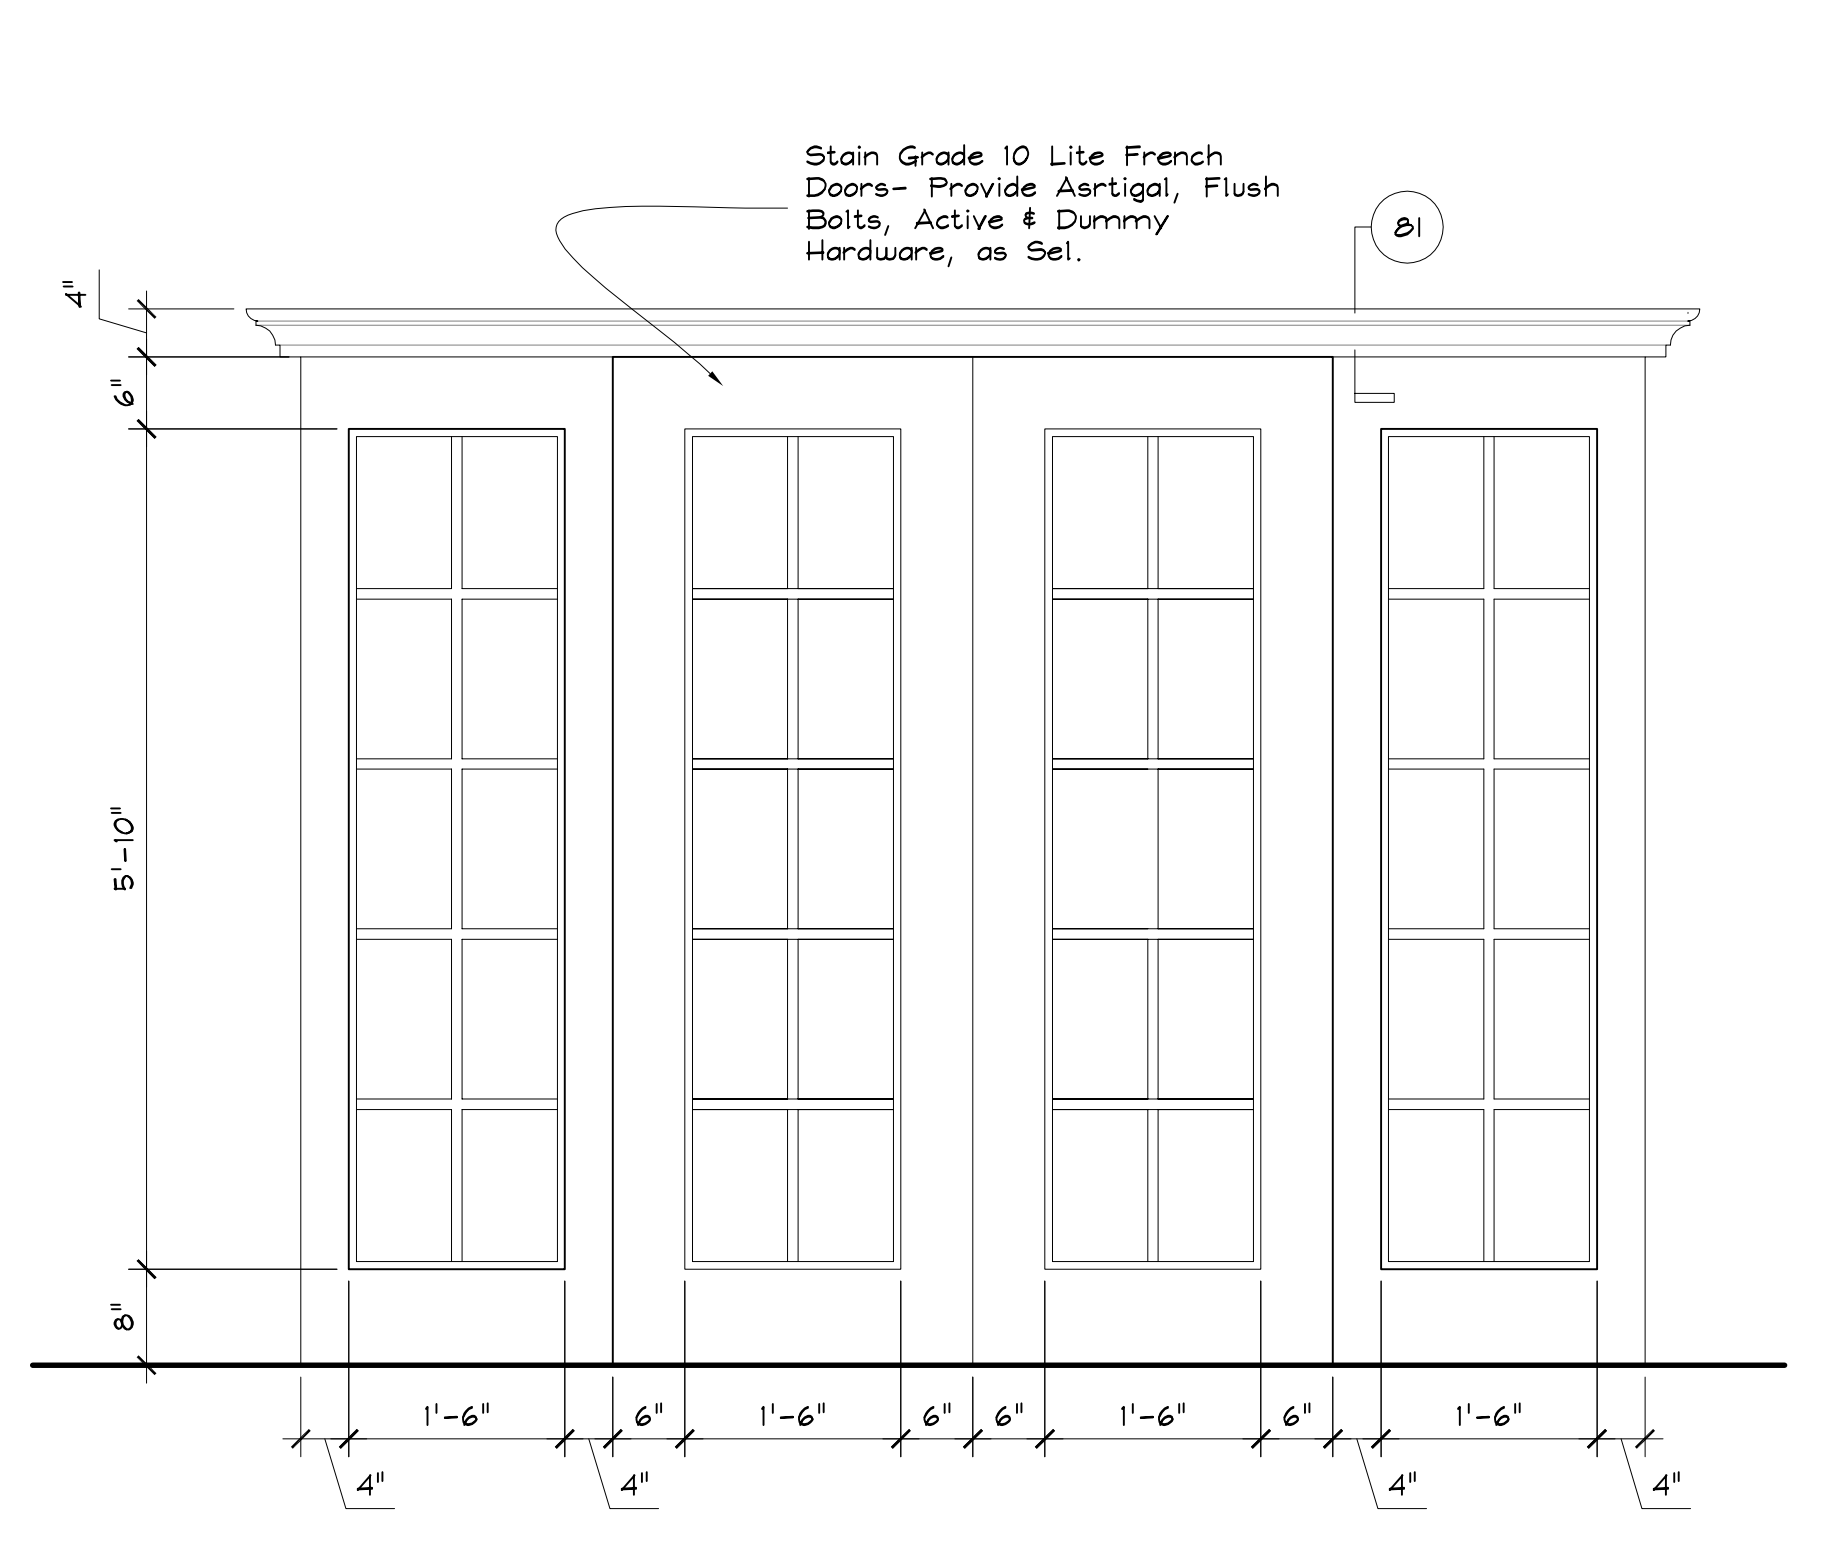 Stain Grade 10 Lite French
Doors- Provide Asrtigal, Flush
Bolts, Active & Dummy
Hardware, as Sel.
81
4"
6"
5'-10"
8"
1'-6" 6" 1'-6" 6" 6" 1'-6" 6" 1'-6"
4" 4" 4" 4"